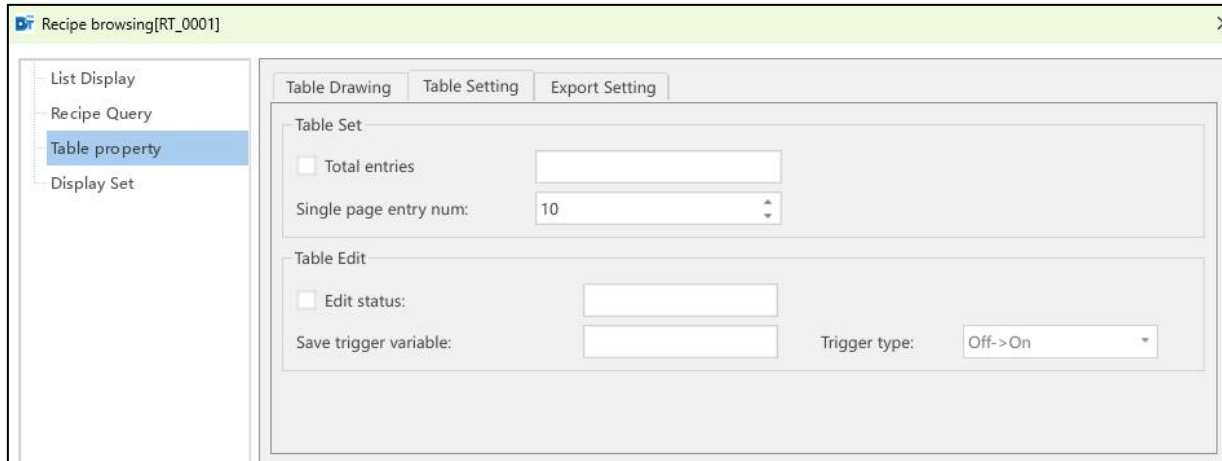 DT Recipe browsing[RT_0001]
List Display
Recipe Query
Table property
Display Set
Table Drawing Table Setting Export Setting
Table Set
Total entries
Single page entry num: 10
Table Edit
Edit status:
Save trigger variable: Trigger type: Off->On